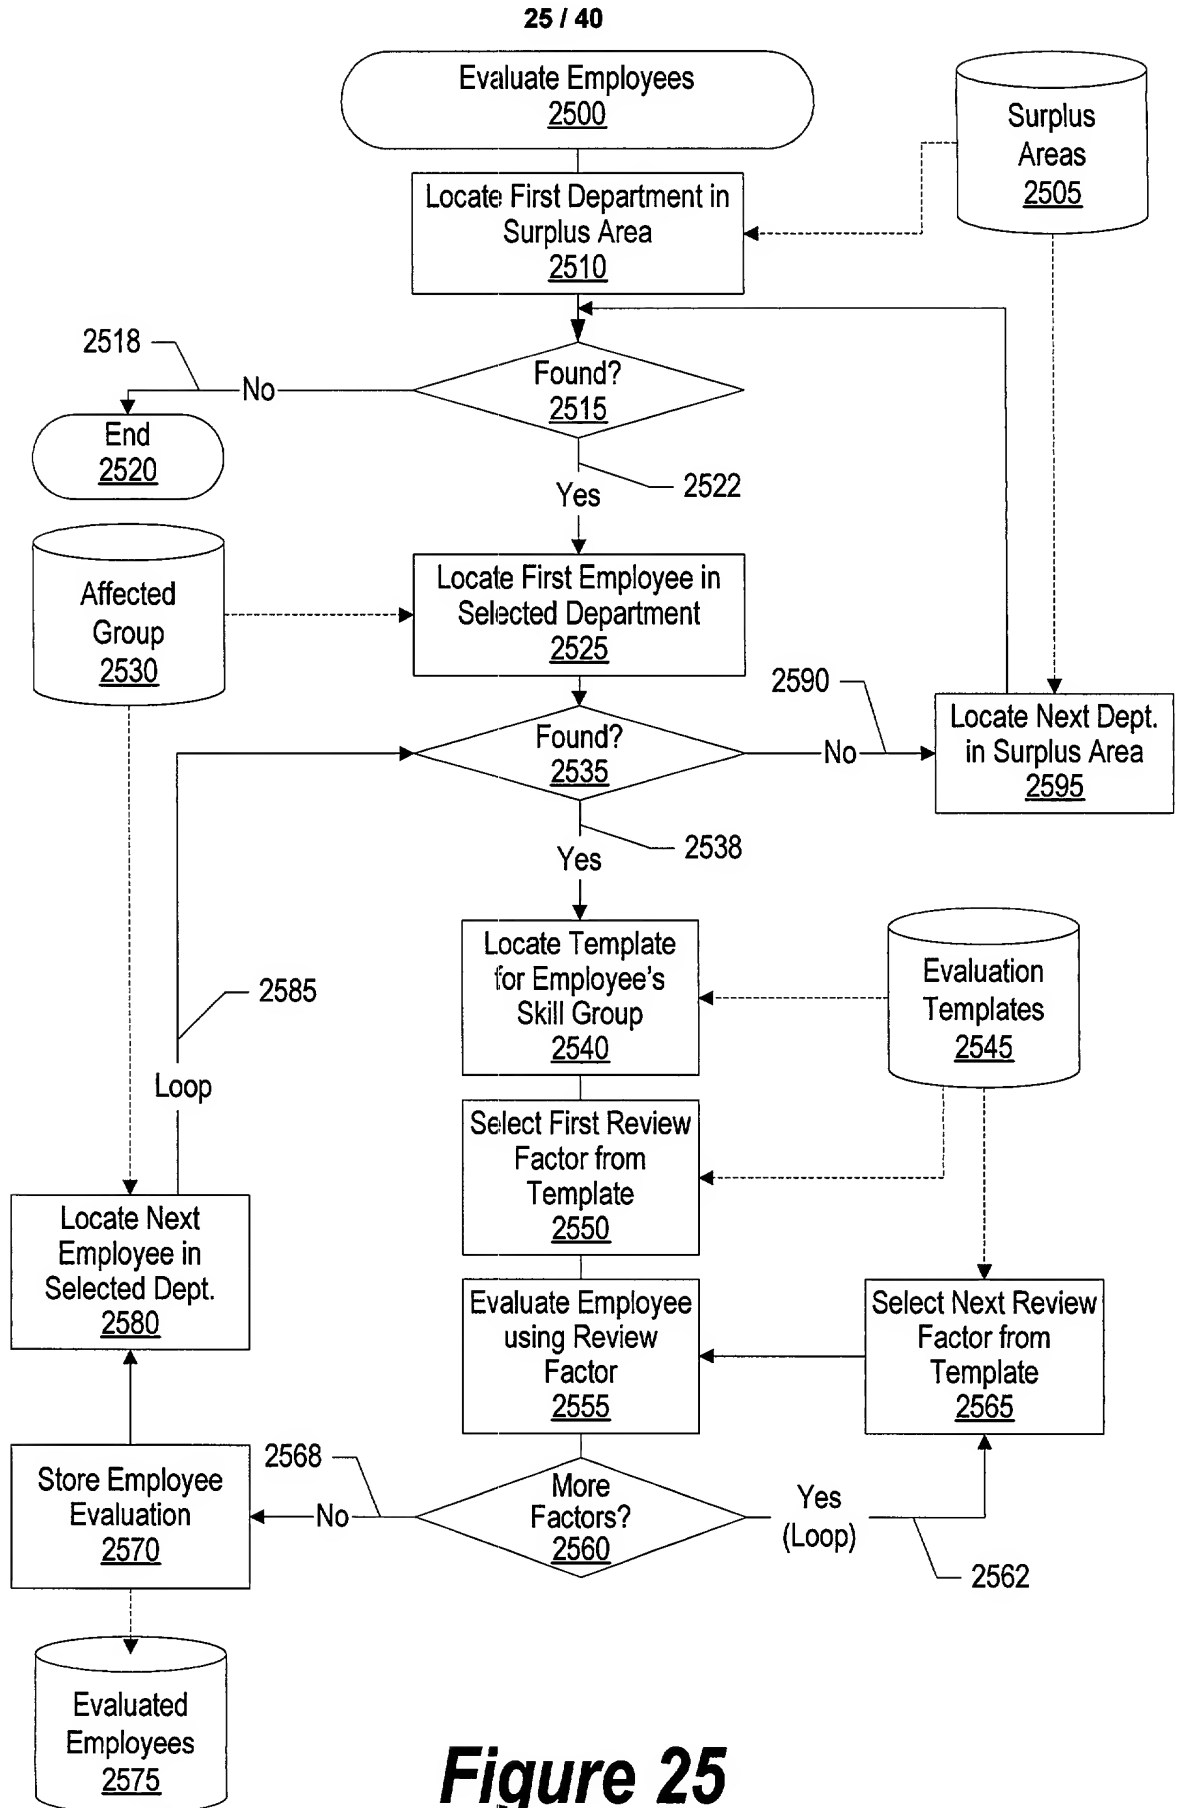 25 / 40
Evaluate Employees
2500
Surplus
Areas
2505
Locate First Department in
Surplus Area
2510
2518
No
Found?
2515
End
2520
2522
Yes
Affected
Group
2530
Locate First Employee in
Selected Department
2525
2590
Found?
2535
No
Locate Next Dept.
in Surplus Area
2595
2538
Yes
Locate Template
for Employee's
Skill Group
2540
Evaluation
Templates
2545
2585
Loop
Select First Review
Factor from
Template
2550
Locate Next
Employee in
Selected Dept.
2580
Evaluate Employee
using Review
Factor
2555
Select Next Review
Factor from
Template
2565
Store Employee
Evaluation
2570
2568
No
More
Factors?
2560
Yes
(Loop)
2562
Evaluated
Employees
2575
Figure 25